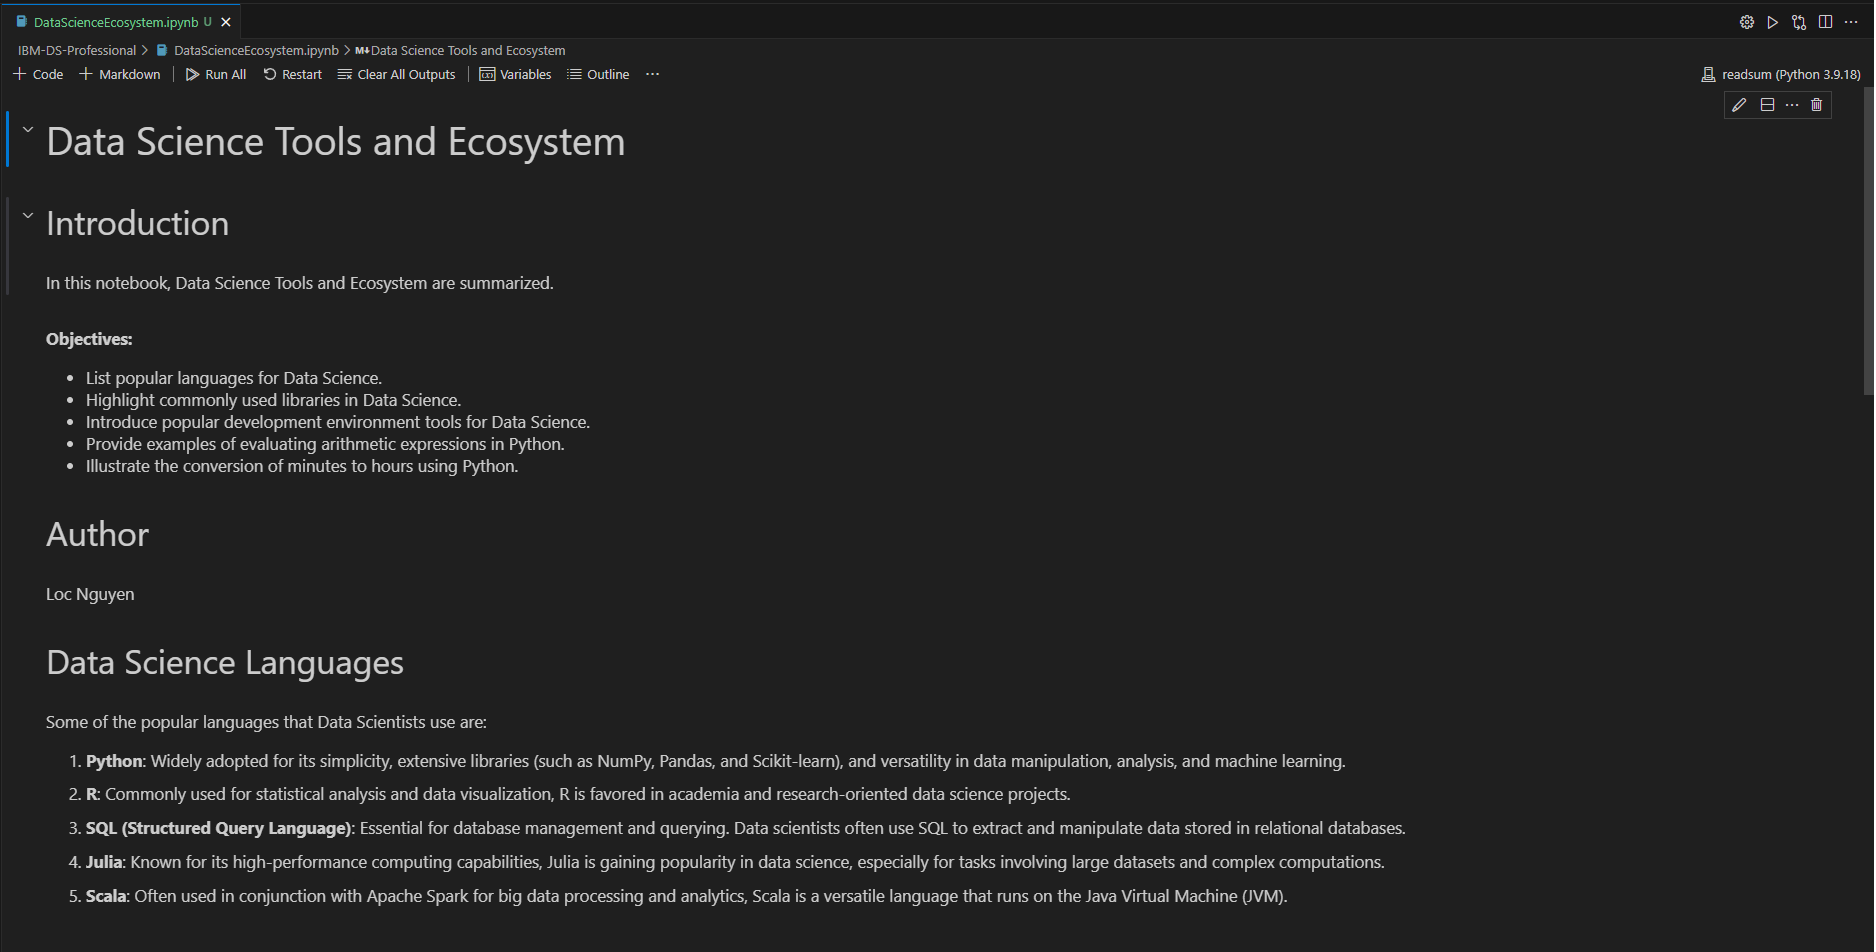 DataScienceEcosystem.ipynb U
IBM-DS-Professional > DataScienceEcosystem.ipynb > M↓Data Science Tools and Ecosystem
Code Markdown Run All Restart Clear All Outputs Variables Outline ··· readsum (Python 3.9.18)
Data Science Tools and Ecosystem
Introduction
In this notebook, Data Science Tools and Ecosystem are summarized.
Objectives:
• List popular languages for Data Science.
• Highlight commonly used libraries in Data Science.
• Introduce popular development environment tools for Data Science.
• Provide examples of evaluating arithmetic expressions in Python.
• Illustrate the conversion of minutes to hours using Python.
Author
Loc Nguyen
Data Science Languages
Some of the popular languages that Data Scientists use are:
1. Python: Widely adopted for its simplicity, extensive libraries (such as NumPy, Pandas, and Scikit-learn), and versatility in data manipulation, analysis, and machine learning.
2. R: Commonly used for statistical analysis and data visualization, R is favored in academia and research-oriented data science projects.
3. SQL (Structured Query Language): Essential for database management and querying. Data scientists often use SQL to extract and manipulate data stored in relational databases.
4. Julia: Known for its high-performance computing capabilities, Julia is gaining popularity in data science, especially for tasks involving large datasets and complex computations.
5. Scala: Often used in conjunction with Apache Spark for big data processing and analytics, Scala is a versatile language that runs on the Java Virtual Machine (JVM).